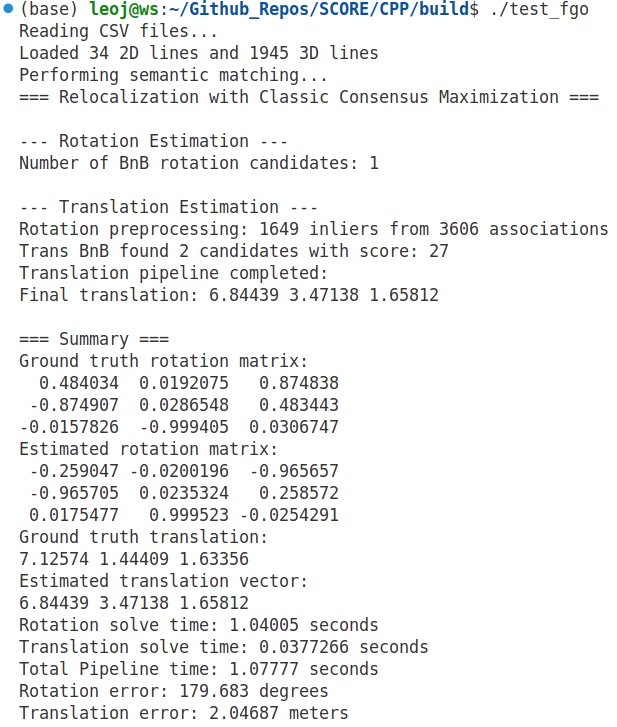 (base) leoj@ws:~/Github_Repos/SCORE/CPP/build$ ./test_fgo
Reading CSV files...
Loaded 34 2D lines and 1945 3D lines
Performing semantic matching...
=== Relocalization with Classic Consensus Maximization ===
--- Rotation Estimation ---
Number of BnB rotation candidates: 1
--- Translation Estimation ---
Rotation preprocessing: 1649 inliers from 3606 associations
Trans BnB found 2 candidates with score: 27
Translation pipeline completed:
Final translation: 6.84439 3.47138 1.65812
=== Summary ===
Ground truth rotation matrix:
0.484034 0.0192075 0.874838
-0.874907 0.0286548 0.483443
-0.0157826 -0.999405 0.0306747
Estimated rotation matrix:
-0.259047 -0.0200196 -0.965657
-0.965705 0.0235324 0.258572
0.0175477 0.999523 -0.0254291
Ground truth translation:
7.12574 1.44409 1.63356
Estimated translation vector:
6.84439 3.47138 1.65812
Rotation solve time: 1.04005 seconds
Translation solve time: 0.0377266 seconds
Total Pipeline time: 1.07777 seconds
Rotation error: 179.683 degrees
Translation error: 2.04687 meters